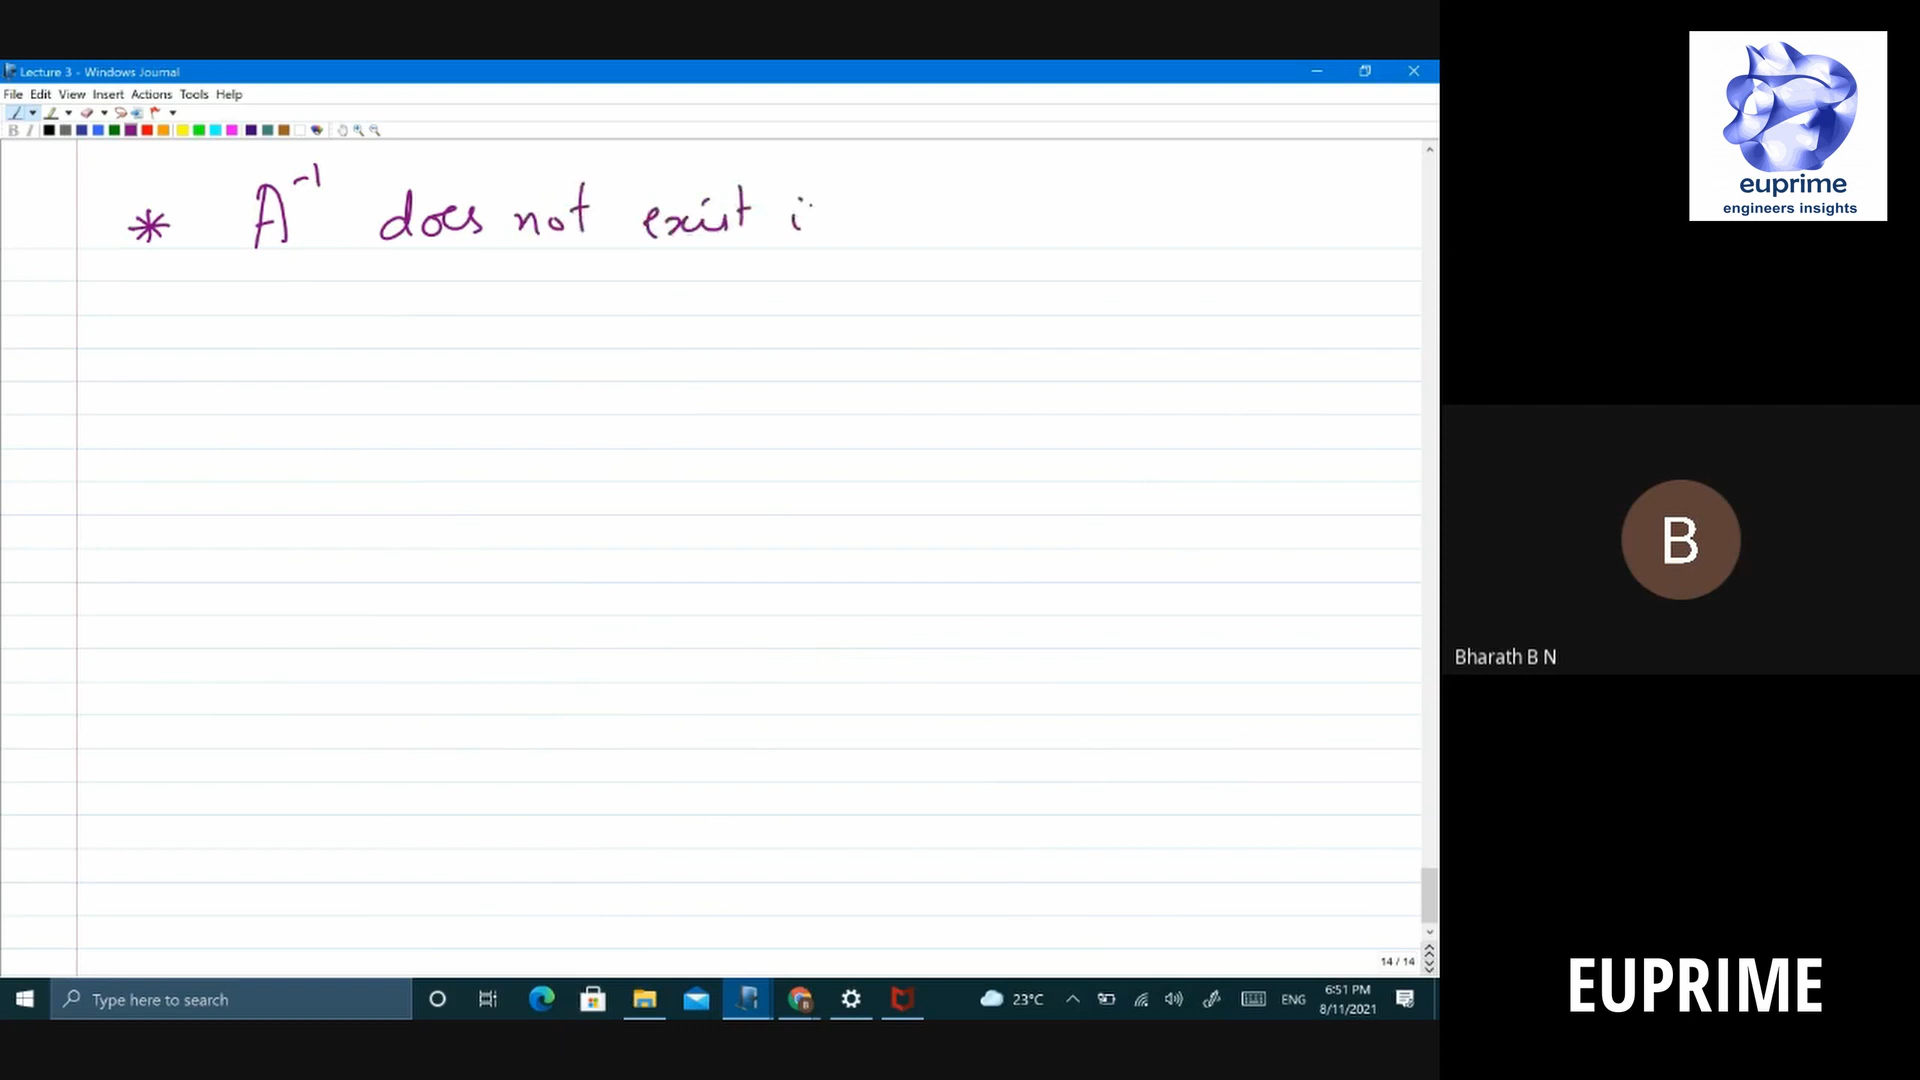 Lecture 3 - Windows Journal
File Edit View Insert Actions Tools Help
B I
* A⁻¹ does not exist i
14 / 14
Type here to search
23°C
ENG
6:51 PM
8/11/2021
euprime
engineers insights
B
Bharath B N
EUPRIME